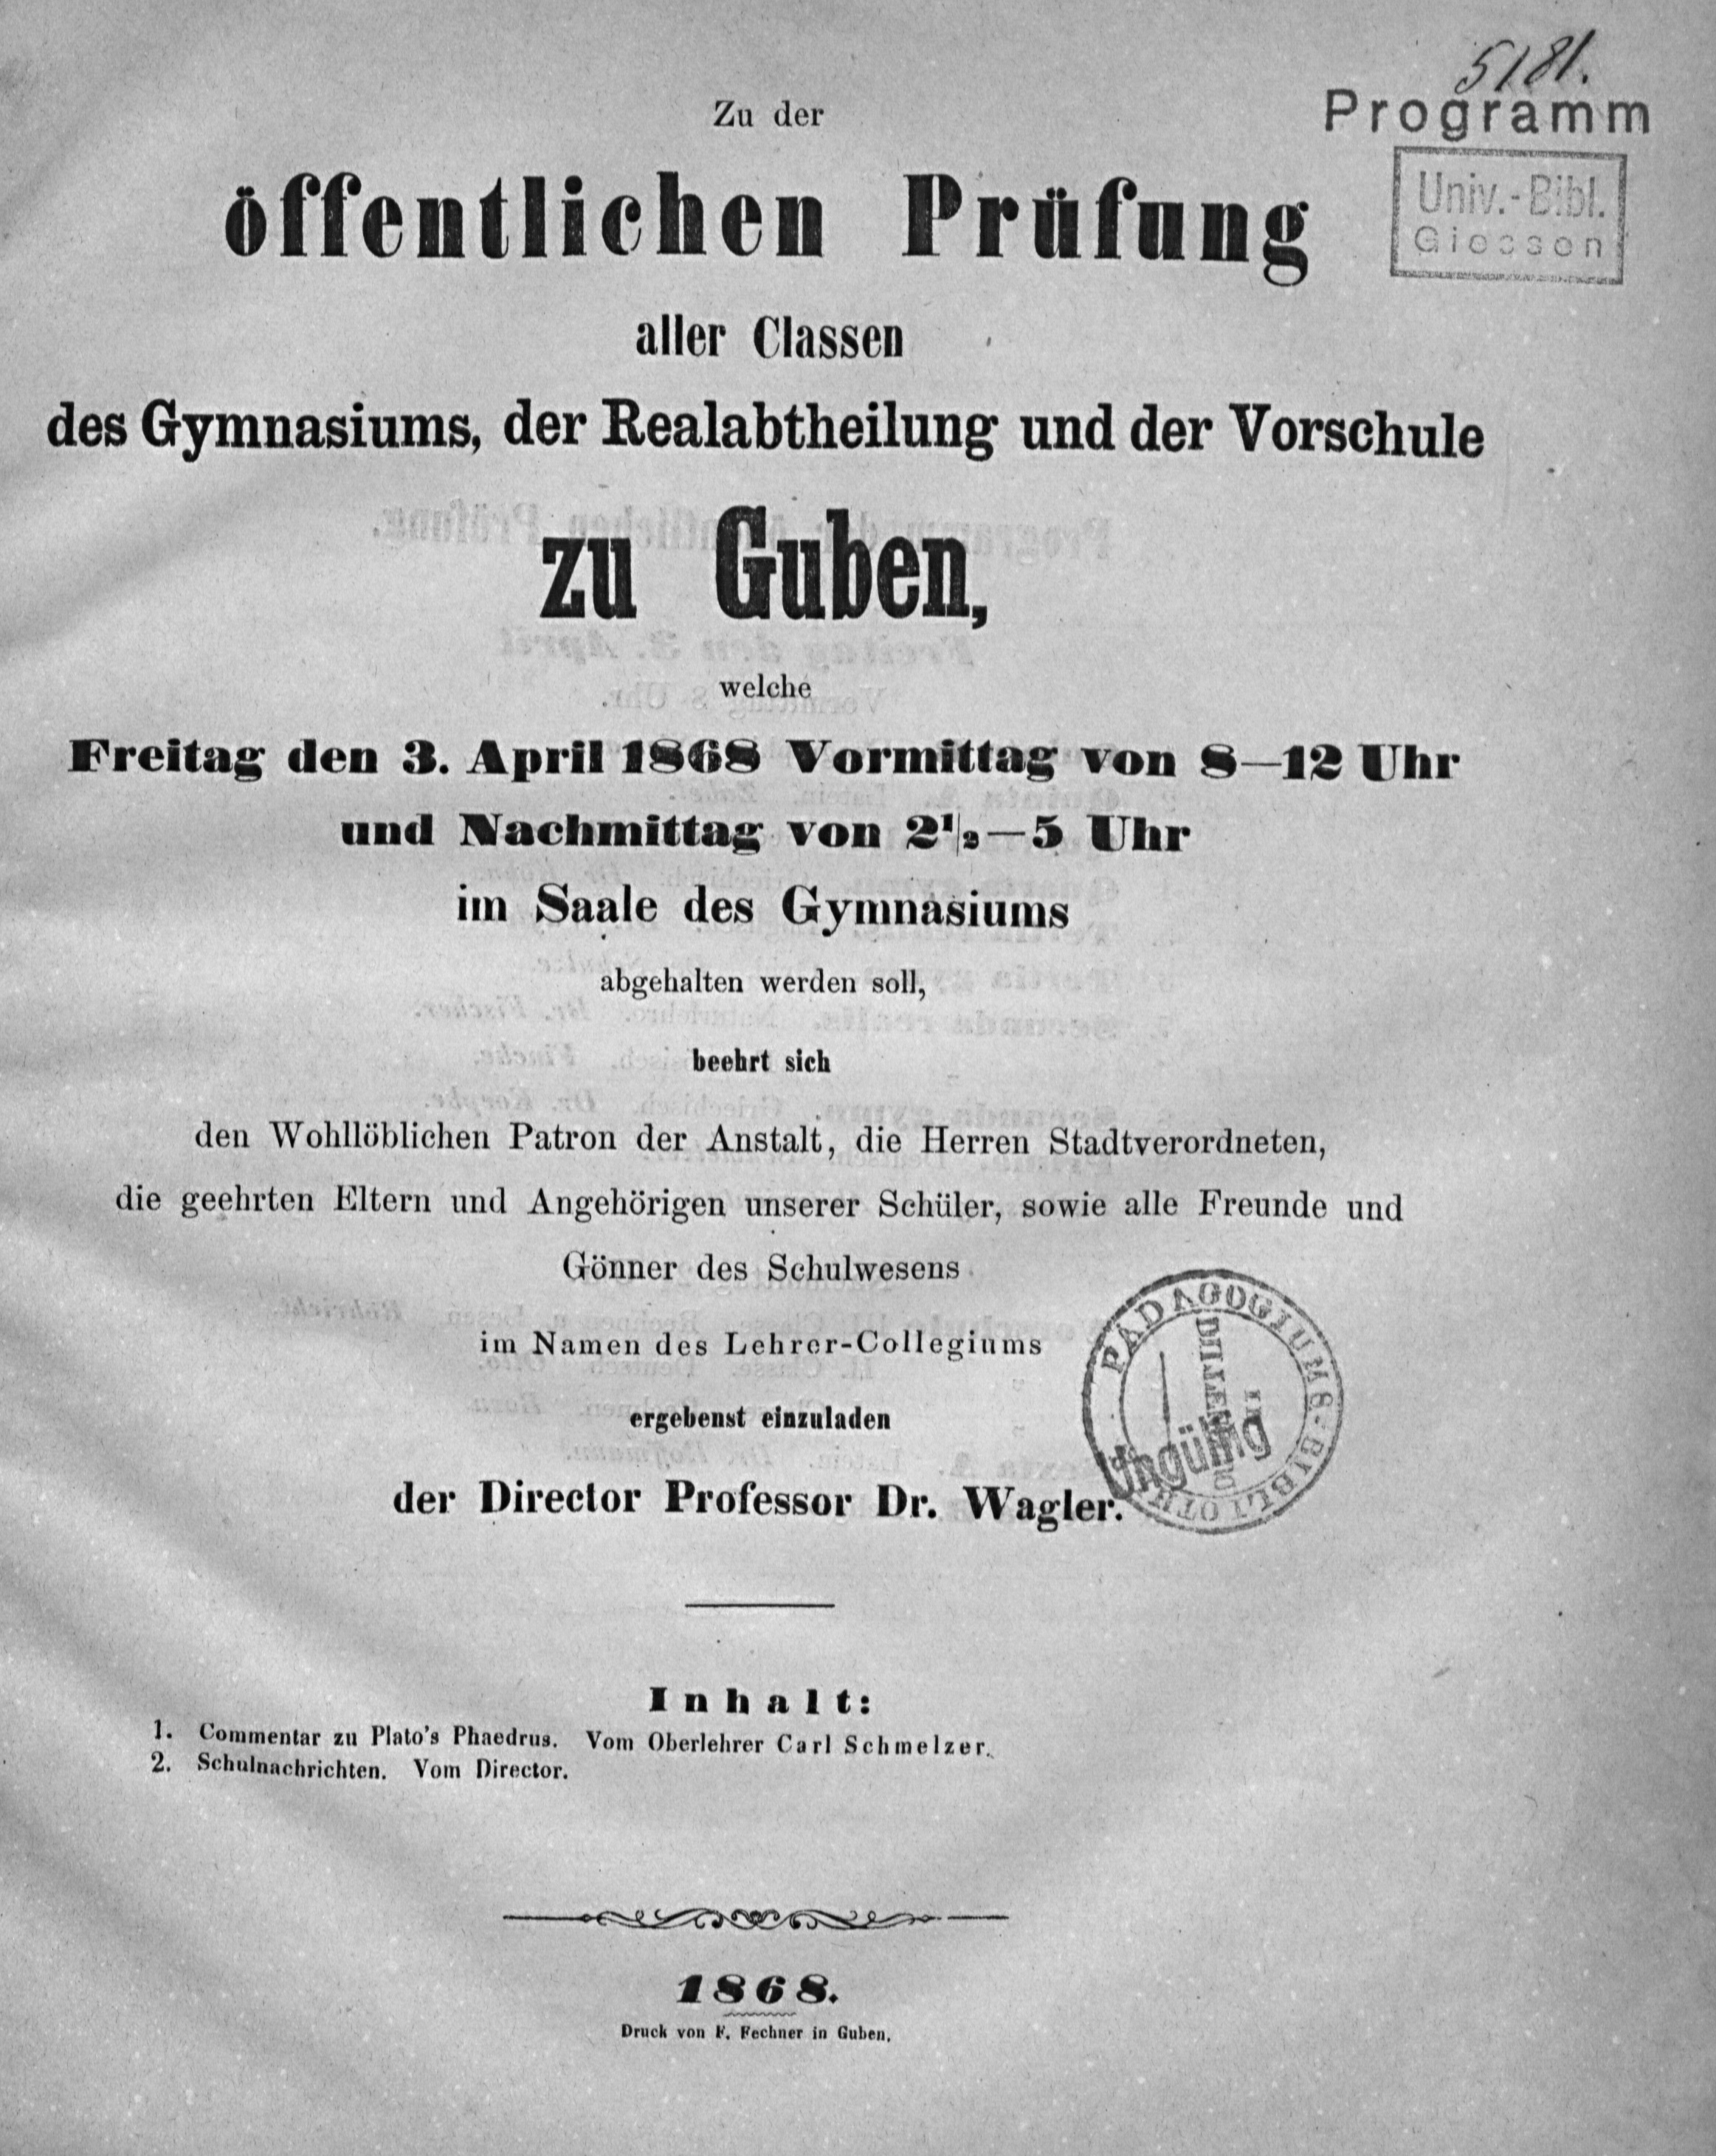 5181.
Programm
Univ.-Bibl.
Giessen
Zu der
öffentlichen Prüfung
aller Classen
des Gymnasiums, der Realabtheilung und der Vorschule
zu Guben,
welche
Freitag den 3. April 1868 Vormittag von 8—12 Uhr
und Nachmittag von 2 1/2—5 Uhr
im Saale des Gymnasiums
abgehalten werden soll,
beehrt sich
den Wohllöblichen Patron der Anstalt, die Herren Stadtverordneten,
die geehrten Eltern und Angehörigen unserer Schüler, sowie alle Freunde und
Gönner des Schulwesens
im Namen des Lehrer-Collegiums
ergebenst einzuladen
der Director Professor Dr. Wagler.
Ungültig
Inhalt:
1. Commentar zu Plato's Phaedrus. Vom Oberlehrer Carl Schmelzer.
2. Schulnachrichten. Vom Director.
1868.
Druck von F. Fechner in Guben.